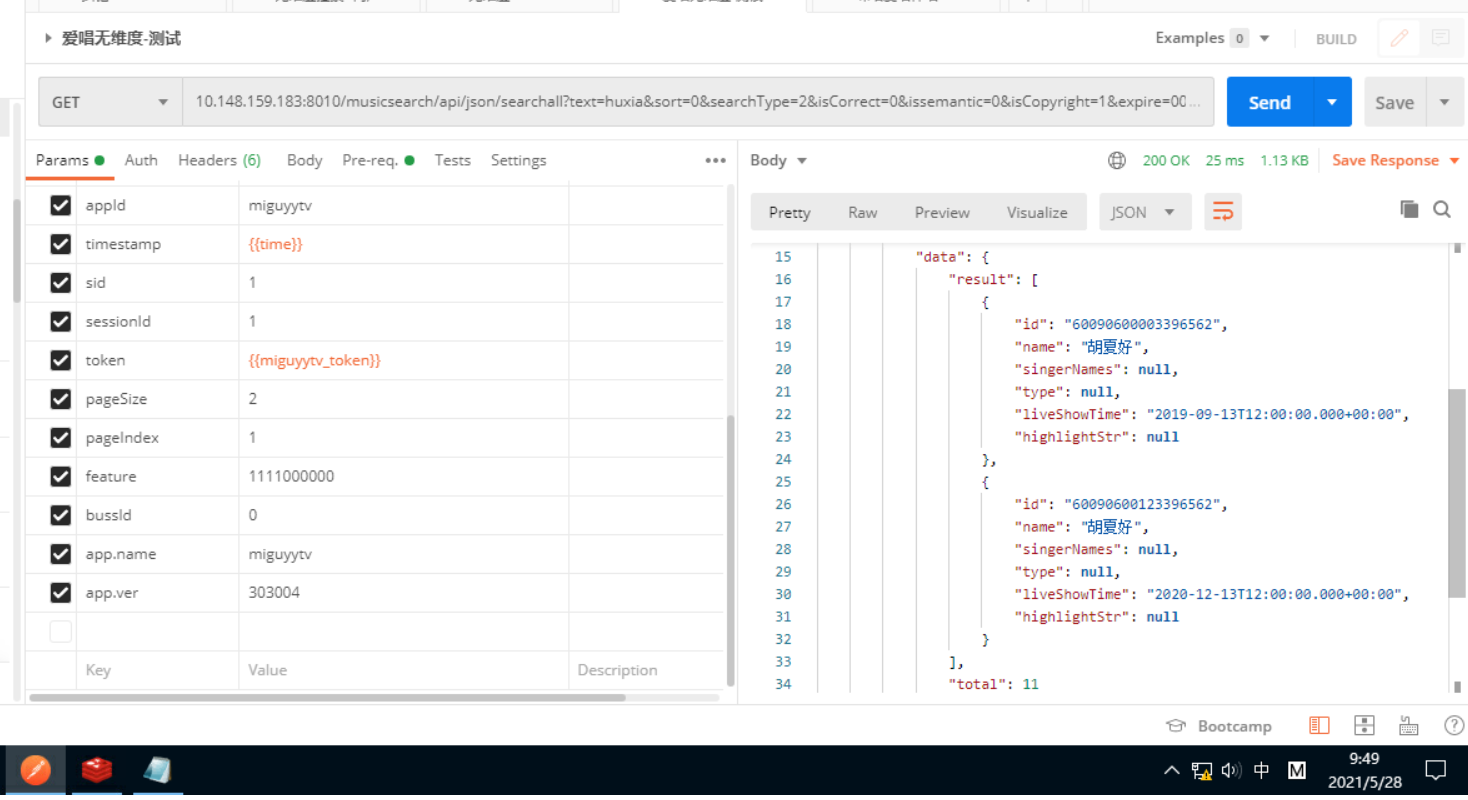 爱唱无维度-测试
Examples 0
BUILD
GET
10.148.159.183:8010/musicsearch/api/json/searchall?text=huxia&sort=0&searchType=2&isCorrect=0&issemantic=0&isCopyright=1&expire=00...
Send
Save
Params Auth Headers (6) Body Pre-req. Tests Settings
appId miguyytv
timestamp {{time}}
sid 1
sessionId 1
token {{miguyytv_token}}
pageSize 2
pageIndex 1
feature 1111000000
bussId 0
app.name miguyytv
app.ver 303004
Key Value Description
Body 200 OK 25 ms 1.13 KB Save Response
Pretty Raw Preview Visualize JSON
15 "data": {
16 "result": [
17 {
18 "id": "60090600003396562",
19 "name": "胡夏好",
20 "singerNames": null,
21 "type": null,
22 "liveShowTime": "2019-09-13T12:00:00.000+00:00",
23 "highlightStr": null
24 },
25 {
26 "id": "60090600123396562",
27 "name": "胡夏好",
28 "singerNames": null,
29 "type": null,
30 "liveShowTime": "2020-12-13T12:00:00.000+00:00",
31 "highlightStr": null
32 }
33 ],
34 "total": 11
Bootcamp
中 M
9:49
2021/5/28